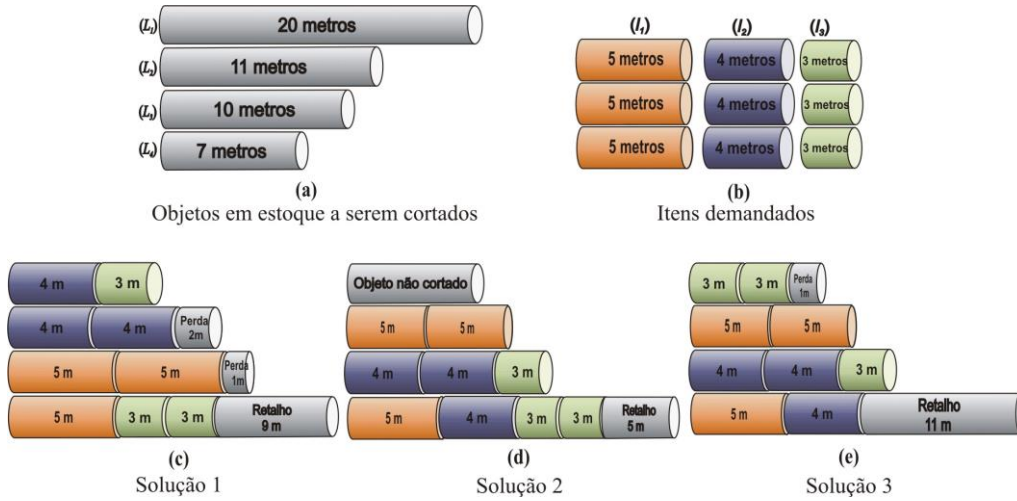 (L₁) 20 metros
(L₂) 11 metros
(L₃) 10 metros
(L₄) 7 metros
(a)
Objetos em estoque a serem cortados
(l₁) (l₂) (l₃)
5 metros 4 metros 3 metros
5 metros 4 metros 3 metros
5 metros 4 metros 3 metros
(b)
Itens demandados
4 m 3 m
4 m 4 m Perda
2m
5 m 5 m Perda
1m
5 m 3 m 3 m Retalho
9 m
(c)
Solução 1
Objeto não cortado
5 m 5 m
4 m 4 m 3 m
5 m 4 m 3 m 3 m Retalho
5 m
(d)
Solução 2
3 m 3 m Perda
1m
5 m 5 m
4 m 4 m 3 m
5 m 4 m Retalho
11 m
(e)
Solução 3